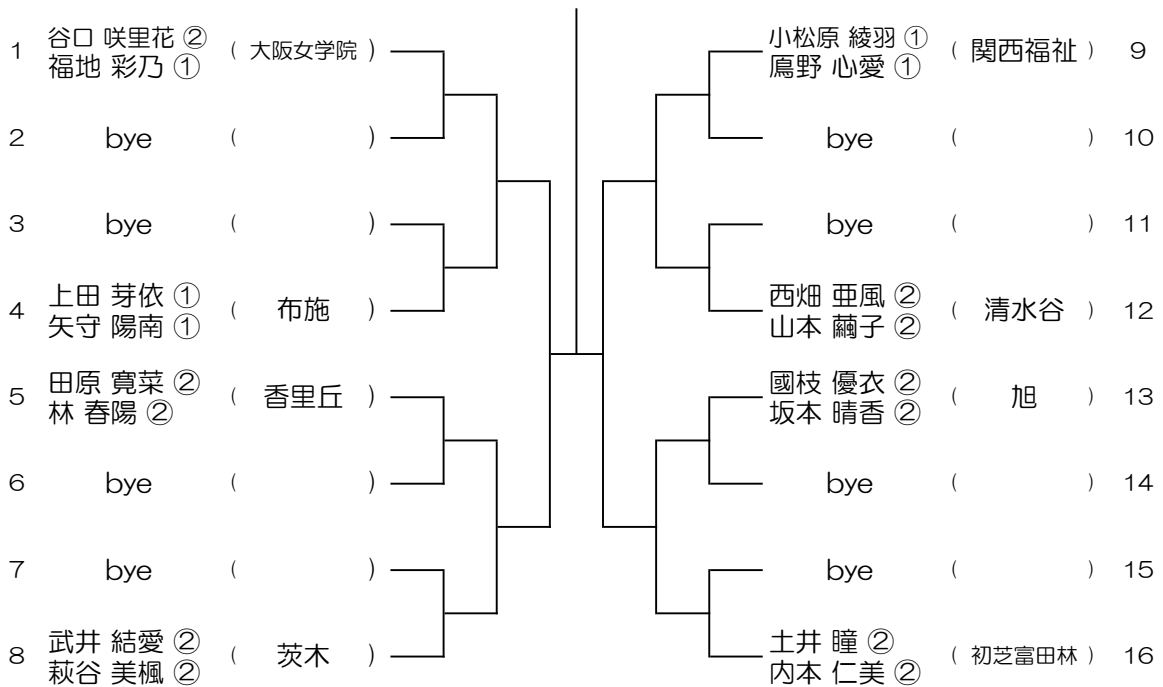 1 谷口 咲里花 ② ( 大阪女学院 )
福地 彩乃 ①
2 bye ( )
3 bye ( )
4 上田 芽依 ① ( 布施 )
矢守 陽南 ①
5 田原 寛菜 ② ( 香里丘 )
林 春陽 ②
6 bye ( )
7 bye ( )
8 武井 結愛 ② ( 茨木 )
萩谷 美楓 ②
小松原 綾羽 ① ( 関西福祉 ) 9
鳫野 心愛 ①
bye ( ) 10
bye ( ) 11
西畑 亜風 ② ( 清水谷 ) 12
山本 繭子 ②
國枝 優衣 ② ( 旭 ) 13
坂本 晴香 ②
bye ( ) 14
bye ( ) 15
土井 瞳 ② ( 初芝富田林 ) 16
内本 仁美 ②